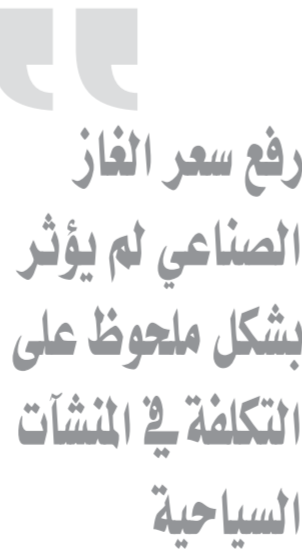 رفع سعر الغاز
الصناعي لم يؤثر
بشكل ملحوظ على
التكلفة في المنشآت
السياحية